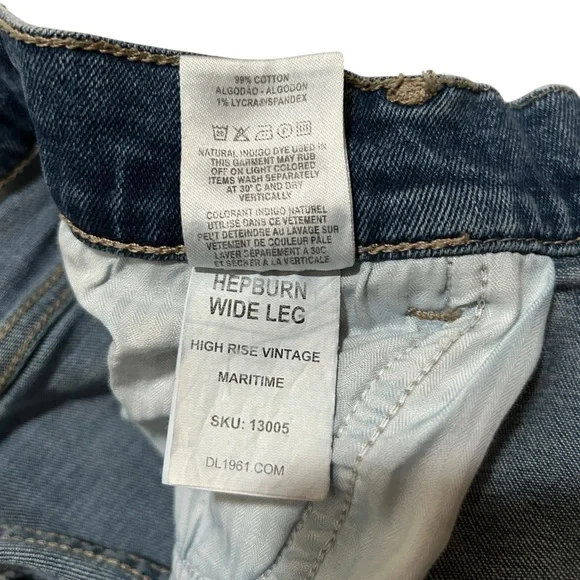 99% COTTON
ALGODÃO - ALGODON
1% LYCRA®SPANDEX
NATURAL INDIGO DYE USED IN
THIS GARMENT MAY RUB
OFF ON LIGHT COLORED
ITEMS WASH SEPARATELY
AT 30° C AND DRY
VERTICALLY
COLORANT INDIGO NATUREL
UTILISÉ DANS CE VÊTEMENT
PEUT DÉTEINDRE AU LAVAGE SUR
VÊTEMENT DE COULEUR PÂLE
LAVER SÉPARÉMENT A 30C
ET SÉCHER A LA VERTICALE
HEPBURN
WIDE LEG
HIGH RISE VINTAGE
MARITIME
SKU: 13005
DL1961.COM